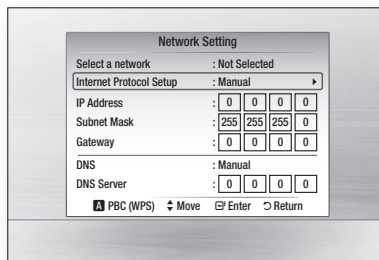 Network Setting
Select a network : Not Selected
Internet Protocol Setup : Manual
IP Address : 0 0 0 0
Subnet Mask : 255 255 255 0
Gateway : 0 0 0 0
DNS : Manual
DNS Server : 0 0 0 0
A PBC (WPS) Move Enter Return